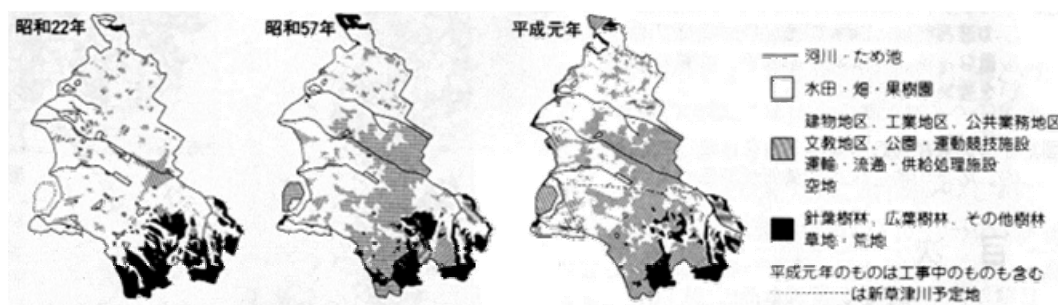 昭和22年
昭和57年
平成元年
河川・ため池
水田・畑・果樹園
建物地区、工業地区、公共業務地区
文教地区、公園・運動競技施設
運輸・流通・供給処理施設
空地
針葉樹林、広葉樹林、その他樹林
草地・荒地
平成元年のものは工事中のものも含む
は新草津川予定地